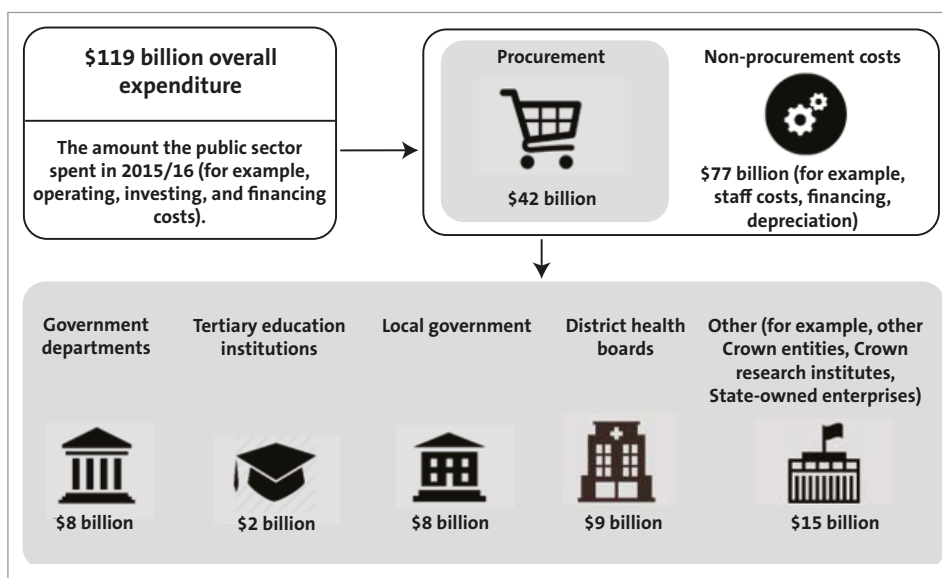 $119 billion overall
expenditure
The amount the public sector
spent in 2015/16 (for example,
operating, investing, and financing
costs).
Procurement
$42 billion
Non-procurement costs
$77 billion (for example,
staff costs, financing,
depreciation)
Government
departments
$8 billion
Tertiary education
institutions
$2 billion
Local government
$8 billion
District health
boards
$9 billion
Other (for example, other
Crown entities, Crown
research institutes,
State-owned enterprises)
$15 billion